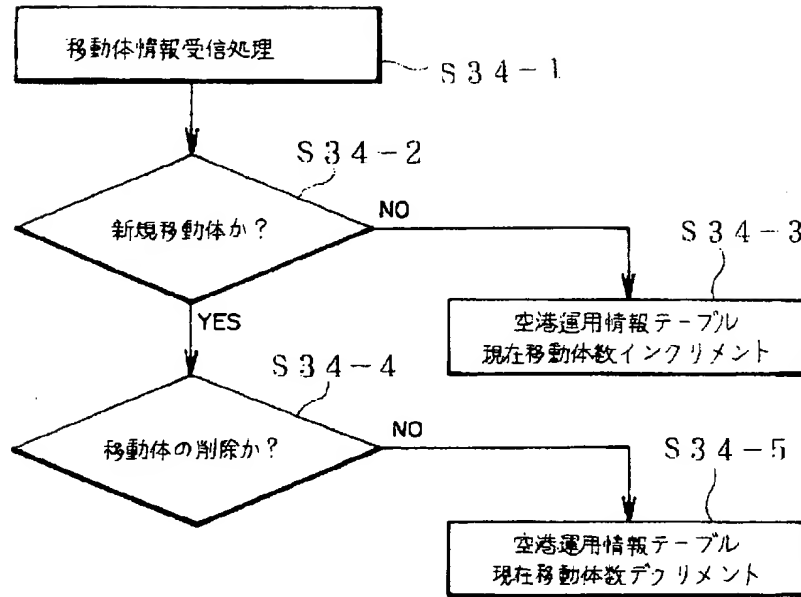 移動体情報受信処理
S34-1
S34-2
新規移動体か?
NO
S34-3
空港運用情報テーブル
現在移動体数インクリメント
YES
S34-4
移動体の削除か?
NO
S34-5
空港運用情報テーブル
現在移動体数デクリメント